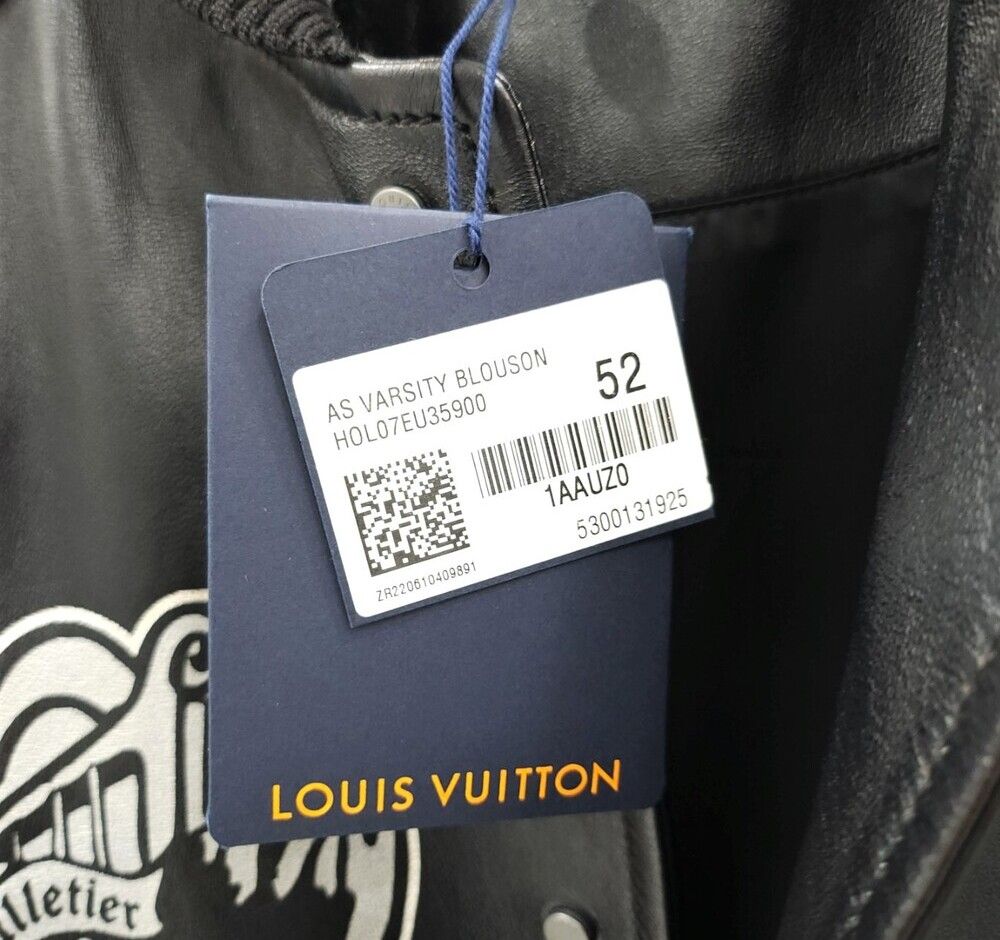 AS VARSITY BLOUSON
HOL07EU35900
52
1AAUZ0
5300131925
ZR220610409891
LOUIS VUITTON
lletier